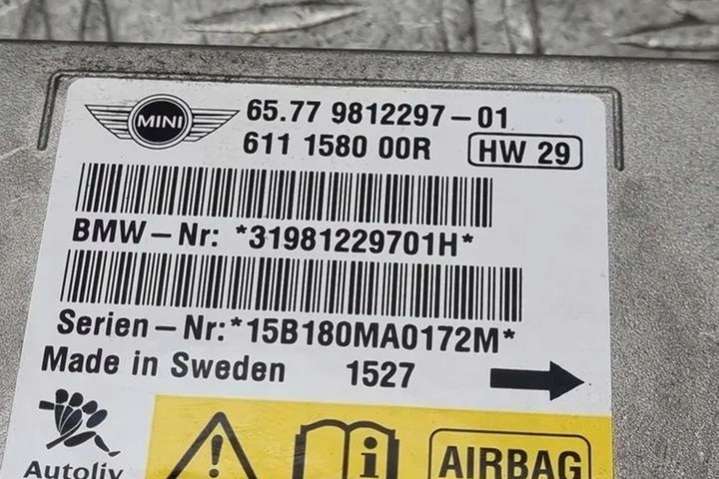 MINI
65.77 9812297-01
611 1580 00R HW 29
BMW-Nr: *31981229701H*
Serien-Nr:*15B180MA0172M*
Made in Sweden 1527
Autoliv
i
AIRBAG